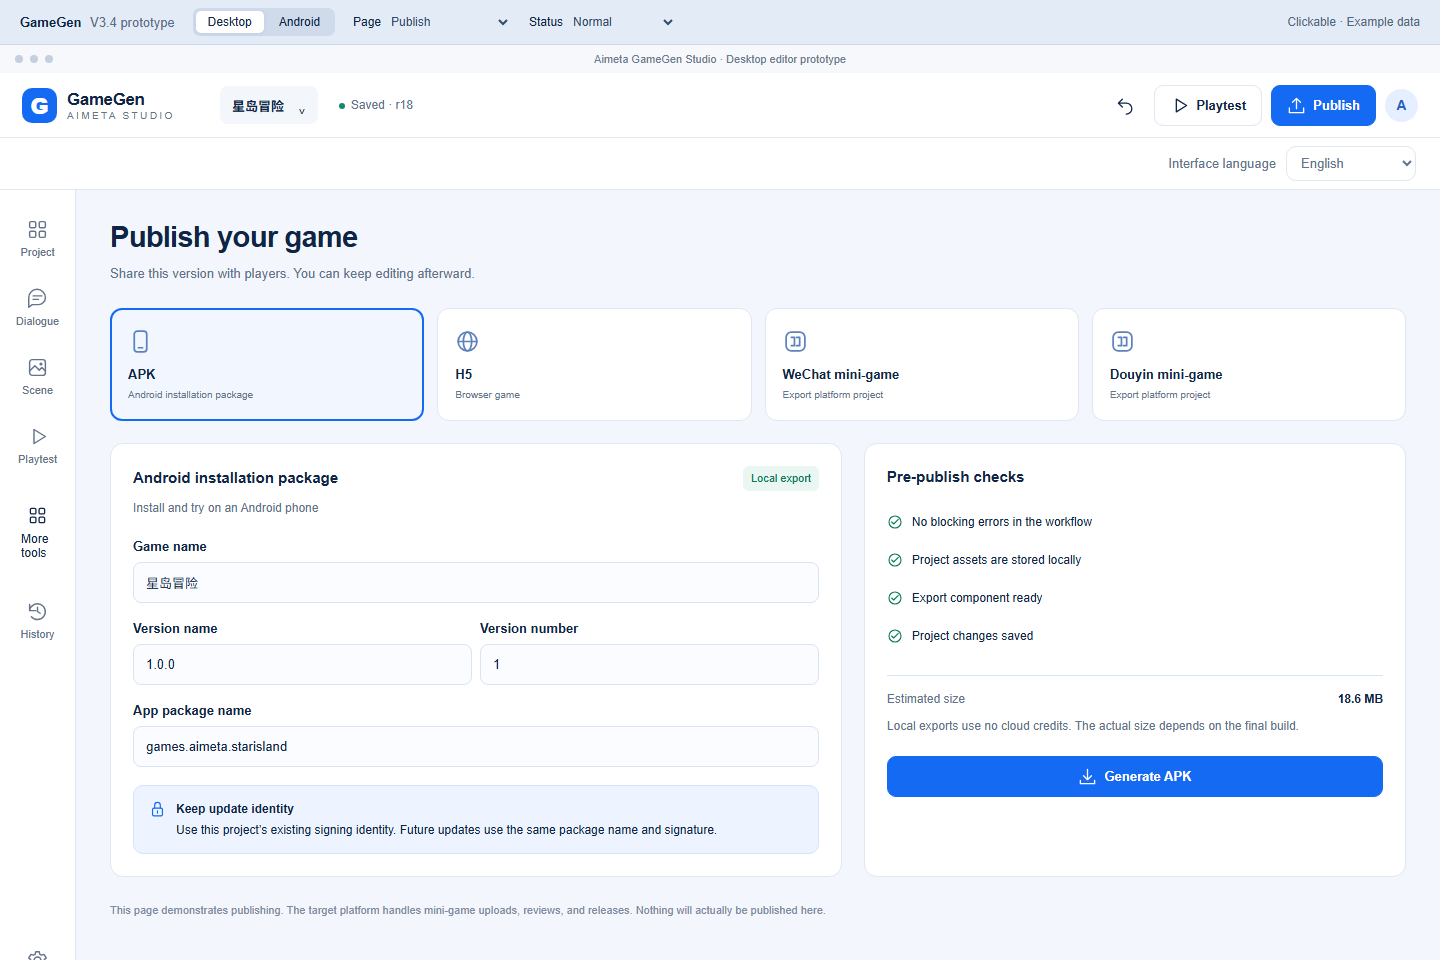 GameGen V3.4 prototype Desktop Android Page Publish Status Normal Clickable · Example data
Aimeta GameGen Studio · Desktop editor prototype
G GameGen
AIMETA STUDIO
星岛冒险
Saved · r18
Playtest
Publish
A
Interface language English
Project
Dialogue
Scene
Playtest
More
tools
History
Publish your game
Share this version with players. You can keep editing afterward.
APK
Android installation package
H5
Browser game
WeChat mini-game
Export platform project
Douyin mini-game
Export platform project
Android installation package
Local export
Install and try on an Android phone
Game name
星岛冒险
Version name Version number
1.0.0 1
App package name
games.aimeta.starisland
Keep update identity
Use this project's existing signing identity. Future updates use the same package name and signature.
Pre-publish checks
No blocking errors in the workflow
Project assets are stored locally
Export component ready
Project changes saved
Estimated size 18.6 MB
Local exports use no cloud credits. The actual size depends on the final build.
Generate APK
This page demonstrates publishing. The target platform handles mini-game uploads, reviews, and releases. Nothing will actually be published here.